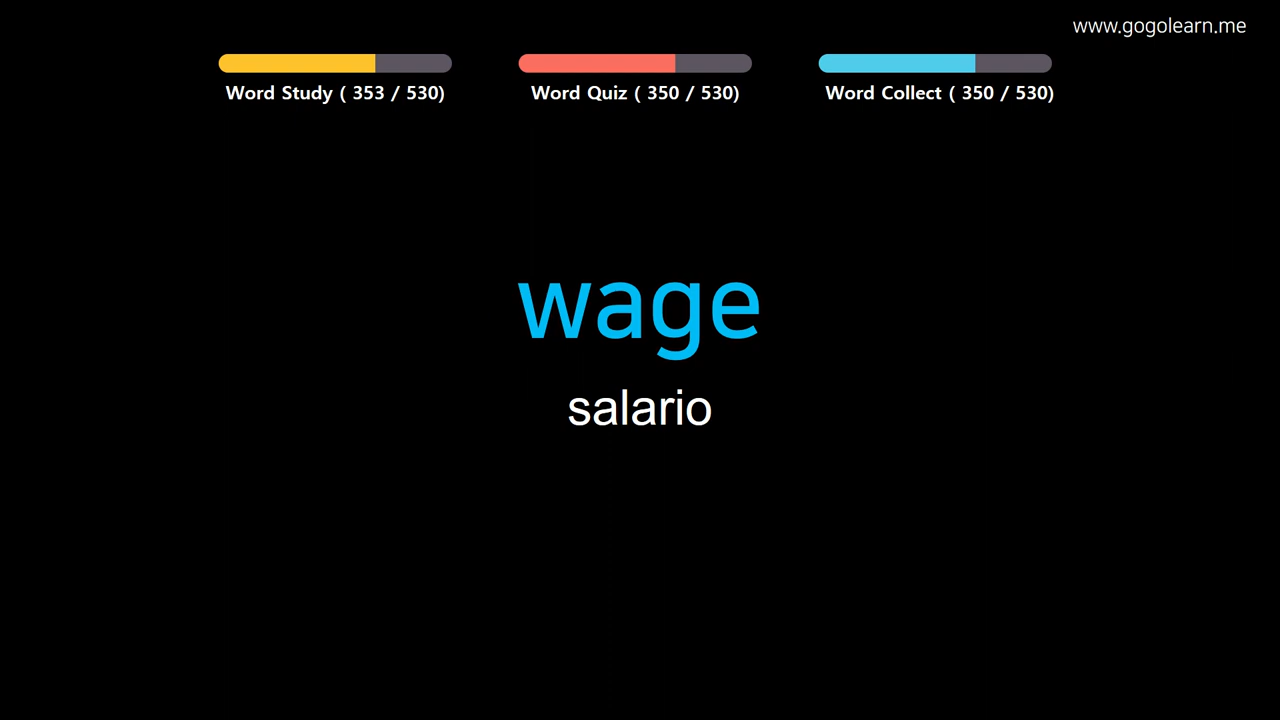 www.gogolearn.me
Word Study ( 353 / 530)
Word Quiz ( 350 / 530)
Word Collect ( 350 / 530)
wage
salario